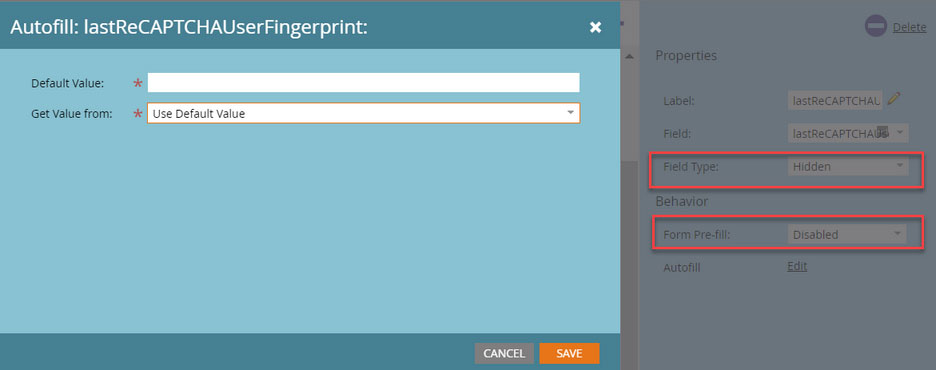 Autofill: lastReCAPTCHAUserFingerprint:
Default Value: *
Get Value from: * Use Default Value
CANCEL SAVE
Delete
Properties
Label: lastReCAPTCHAU
Field:
Field Type: Hidden
Behavior
Form Pre-fill: Disabled
Autofill Edit